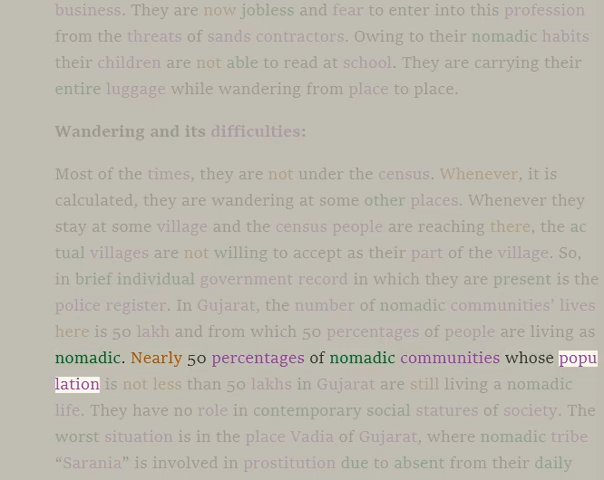 business. They are now jobless and fear to enter into this profession
from the threats of sands contractors. Owing to their nomadic habits
their children are not able to read at school. They are carrying their
entire luggage while wandering from place to place.
Wandering and its difficulties:
Most of the times, they are not under the census. Whenever, it is
calculated, they are wandering at some other places. Whenever they
stay at some village and the census people are reaching there, the ac
tual villages are not willing to accept as their part of the village. So,
in brief individual government record in which they are present is the
police register. In Gujarat, the number of nomadic communities’ lives
here is 50 lakh and from which 50 percentages of people are living as
nomadic. Nearly 50 percentages of nomadic communities whose popu
lation is not less than 50 lakhs in Gujarat are still living a nomadic
life. They have no role in contemporary social statures of society. The
worst situation is in the place Vadia of Gujarat, where nomadic tribe
“Sarania” is involved in prostitution due to absent from their daily